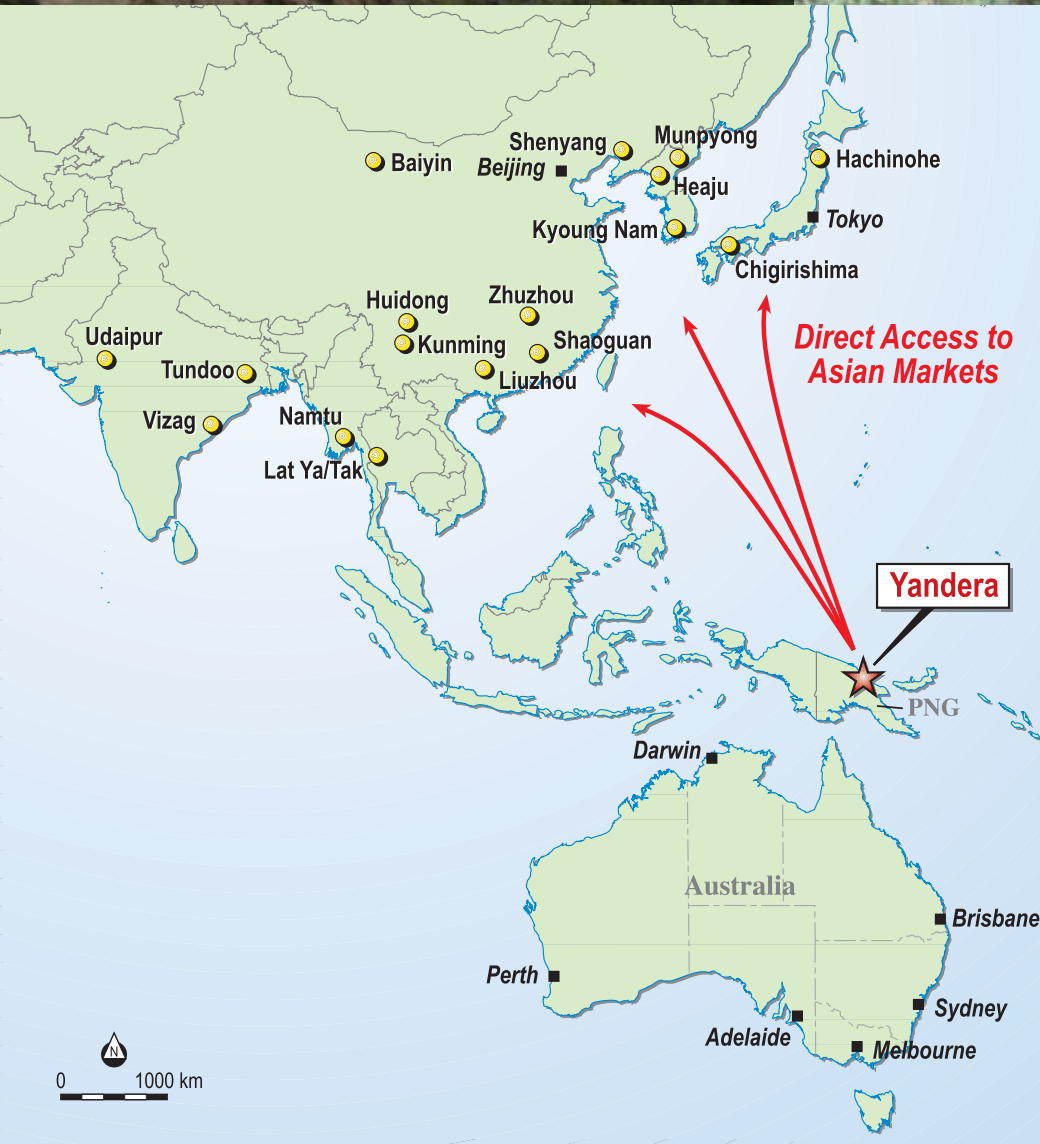 Shenyang
Munpyong
Beijing
Baiyin
Hachinohe
Heaju
Kyoung Nam
Tokyo
Chigirishima
Huidong
Zhuzhou
Udaipur
Kunming
Shaoguan
Direct Access to
Asian Markets
Tundoo
Liuzhou
Vizag
Namtu
Lat Ya/Tak
Yandera
PNG
Darwin
Australia
Brisbane
Perth
Sydney
Adelaide
Melbourne
N
0 1000 km